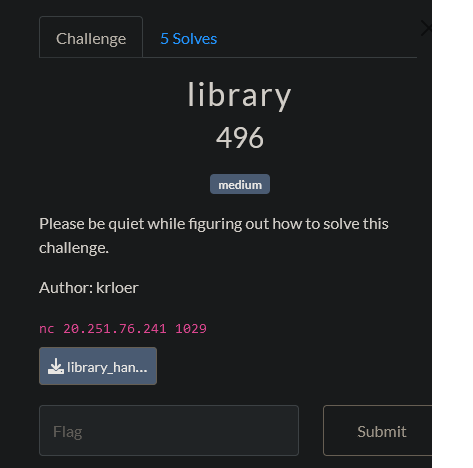 Challenge
5 Solves
library
496
medium
Please be quiet while figuring out how to solve this
challenge.
Author: krloer
nc 20.251.76.241 1029
library_han...
Flag
Submit